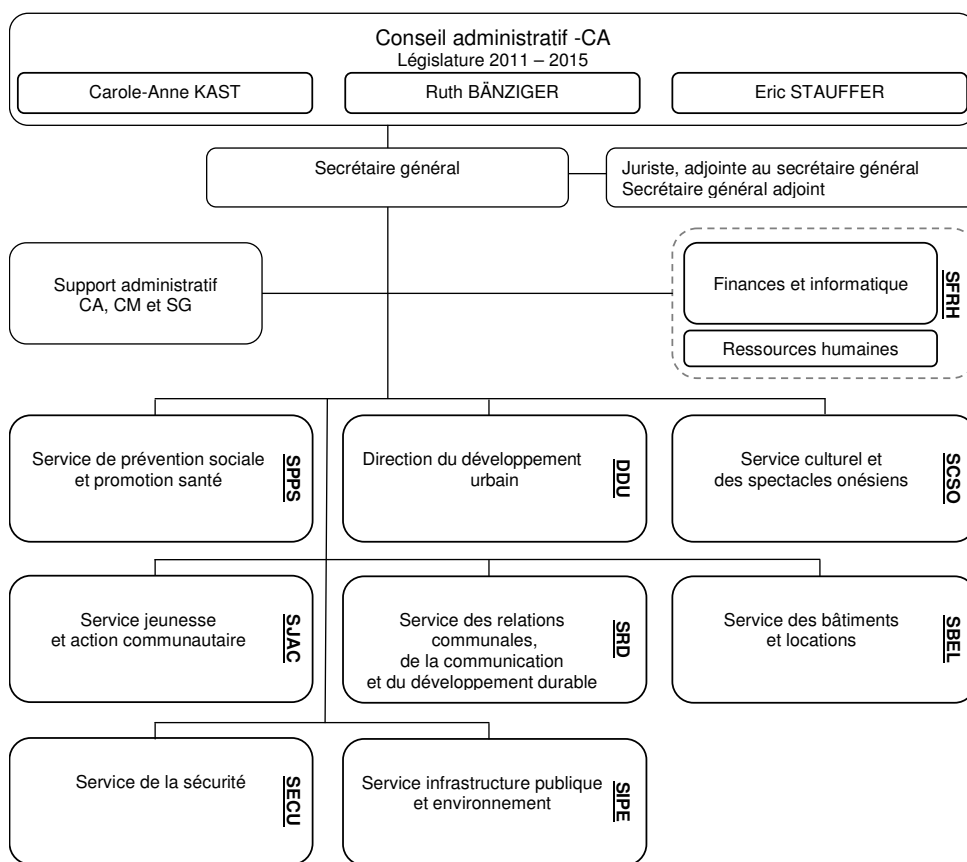 Conseil administratif -CA
Législature 2011 – 2015
Carole-Anne KAST
Ruth BÄNZIGER
Eric STAUFFER
Secrétaire général
Juriste, adjointe au secrétaire général
Secrétaire général adjoint
Support administratif
CA, CM et SG
Finances et informatique
Ressources humaines
SFRH
Service de prévention sociale
et promotion santé
SPPS
Direction du développement
urbain
DDU
Service culturel et
des spectacles onésiens
SCSO
Service jeunesse
et action communautaire
SJAC
Service des relations
communales,
de la communication
et du développement durable
SRD
Service des bâtiments
et locations
SBEL
Service de la sécurité
SECU
Service infrastructure publique
et environnement
SIPE